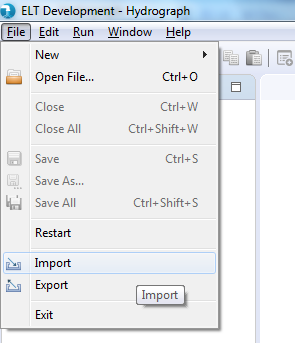 ELT Development - Hydrograph
File Edit Run Window Help
New
Open File... Ctrl+O
Close Ctrl+W
Close All Ctrl+Shift+W
Save Ctrl+S
Save As...
Save All Ctrl+Shift+S
Restart
Import
Export
Import
Exit